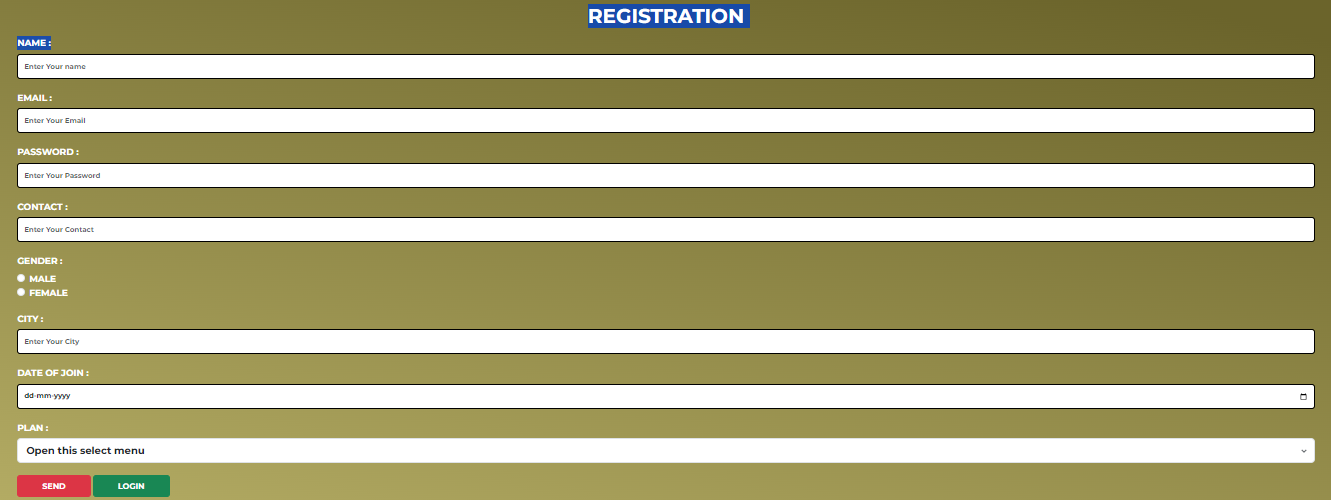 REGISTRATION
NAME :
Enter Your name
EMAIL :
Enter Your Email
PASSWORD :
Enter Your Password
CONTACT :
Enter Your Contact
GENDER :
MALE
FEMALE
CITY :
Enter Your City
DATE OF JOIN :
dd-mm-yyyy
PLAN :
Open this select menu
SEND LOGIN